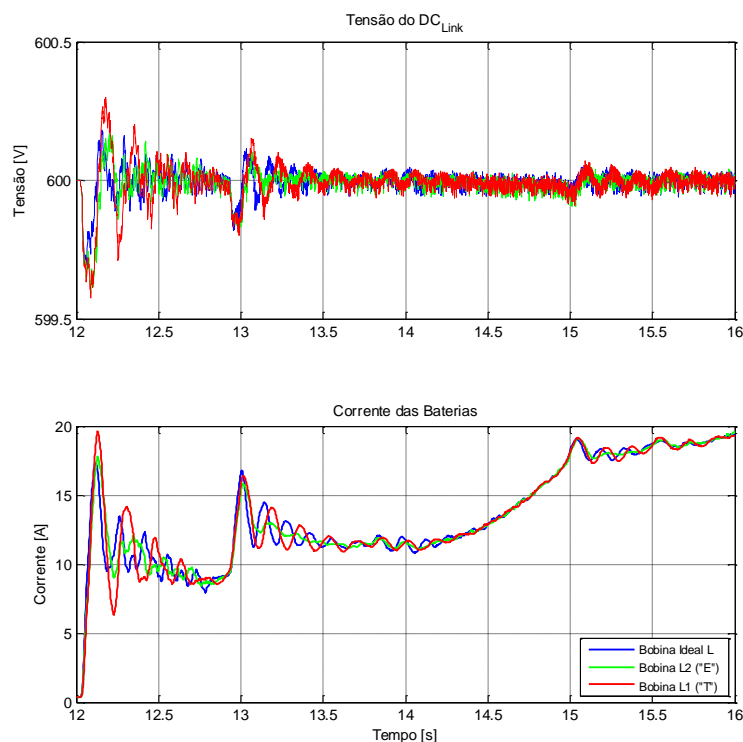 Tensão do DC_Link
600.5
600
599.5
Tensão [V]
12 12.5 13 13.5 14 14.5 15 15.5 16
Corrente das Baterias
20
15
10
5
0
Corrente [A]
Bobina Ideal L
Bobina L2 ("E")
Bobina L1 ("T")
12 12.5 13 13.5 14 14.5 15 15.5 16
Tempo [s]